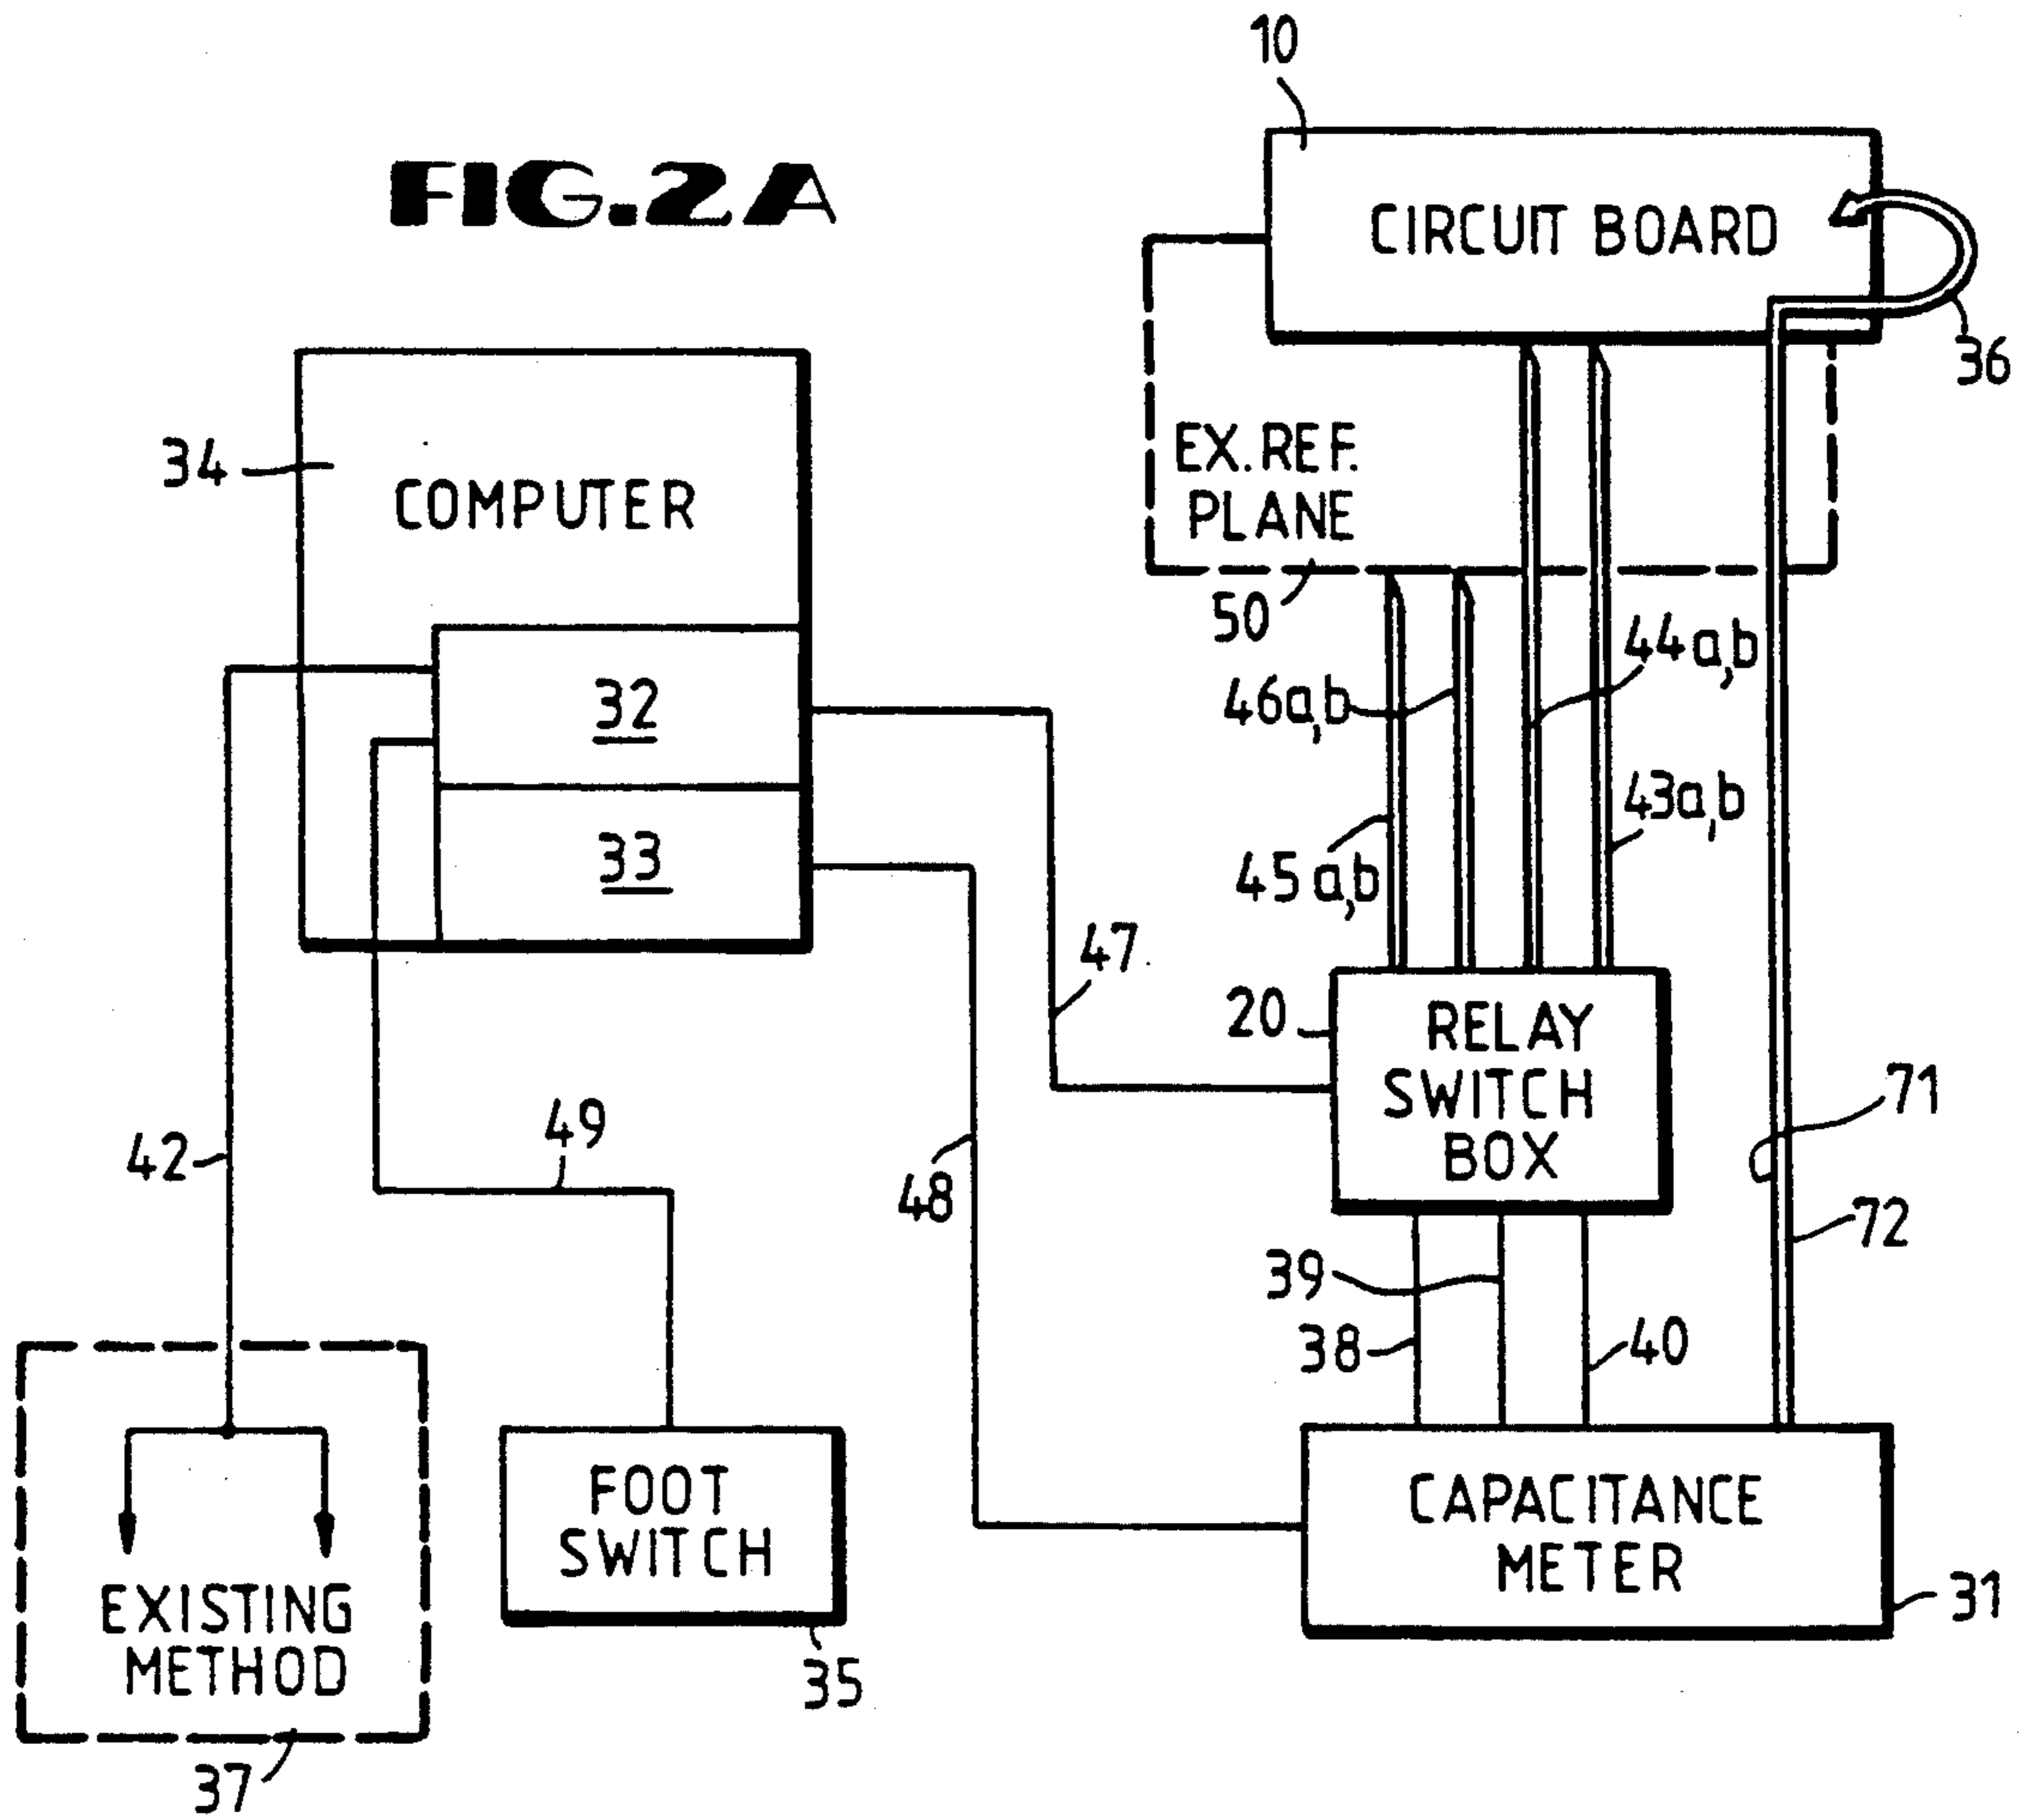 10
FIG. 2A
CIRCUIT BOARD
36
34
COMPUTER
EX. REF.
PLANE
50
44a,b
46a,b
32
43a,b
33
45a,b
47
20
RELAY
SWITCH
BOX
71
49
42
48
72
39
38
40
FOOT
SWITCH
CAPACITANCE
METER
31
EXISTING
METHOD
35
37